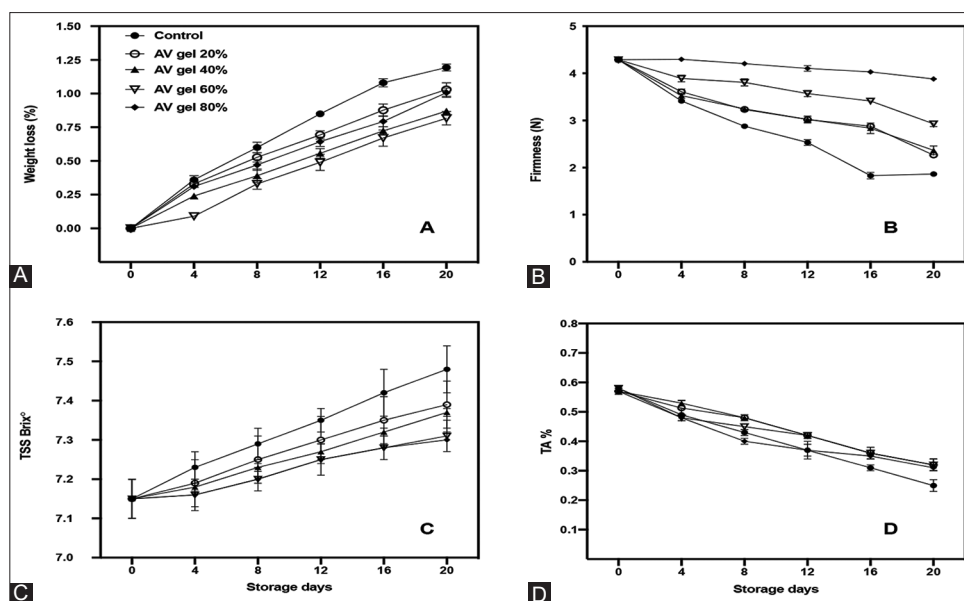 1.50
1.25
1.00
0.75
0.50
0.25
0.00
Weight loss (%)
Control
AV gel 20%
AV gel 40%
AV gel 60%
AV gel 80%
A
0 4 8 12 16 20
A
5
4
3
2
1
0
Firmness (N)
B
0 4 8 12 16 20
B
7.6
7.5
7.4
7.3
7.2
7.1
7.0
TSS Brix°
C
0 4 8 12 16 20
Storage days
C
0.8
0.7
0.6
0.5
0.4
0.3
0.2
0.1
TA %
D
0 4 8 12 16 20
Storage days
D